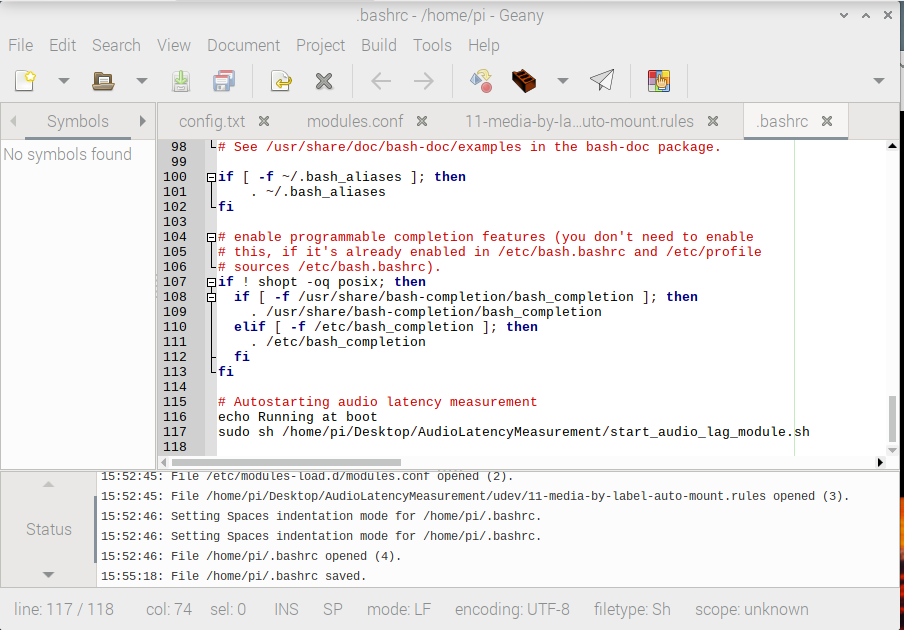 .bashrc - /home/pi - Geany
File Edit Search View Document Project Build Tools Help
Symbols
config.txt
modules.conf
11-media-by-la...uto-mount.rules
.bashrc
No symbols found
98 # See /usr/share/doc/bash-doc/examples in the bash-doc package.
99
100 if [ -f ~/.bash_aliases ]; then
101 . ~/.bash_aliases
102 fi
103
104 # enable programmable completion features (you don't need to enable
105 # this, if it's already enabled in /etc/bash.bashrc and /etc/profile
106 # sources /etc/bash.bashrc).
107 if ! shopt -oq posix; then
108 if [ -f /usr/share/bash-completion/bash_completion ]; then
109 . /usr/share/bash-completion/bash_completion
110 elif [ -f /etc/bash_completion ]; then
111 . /etc/bash_completion
112 fi
113 fi
114
115 # Autostarting audio latency measurement
116 echo Running at boot
117 sudo sh /home/pi/Desktop/AudioLatencyMeasurement/start_audio_lag_module.sh
118
Status
15:52:45: File /etc/modules-load.d/modules.conf opened (2).
15:52:45: File /home/pi/Desktop/AudioLatencyMeasurement/udev/11-media-by-label-auto-mount.rules opened (3).
15:52:46: Setting Spaces indentation mode for /home/pi/.bashrc.
15:52:46: Setting Spaces indentation mode for /home/pi/.bashrc.
15:52:46: File /home/pi/.bashrc opened (4).
15:55:18: File /home/pi/.bashrc saved.
line: 117 / 118 col: 74 sel: 0 INS SP mode: LF encoding: UTF-8 filetype: Sh scope: unknown